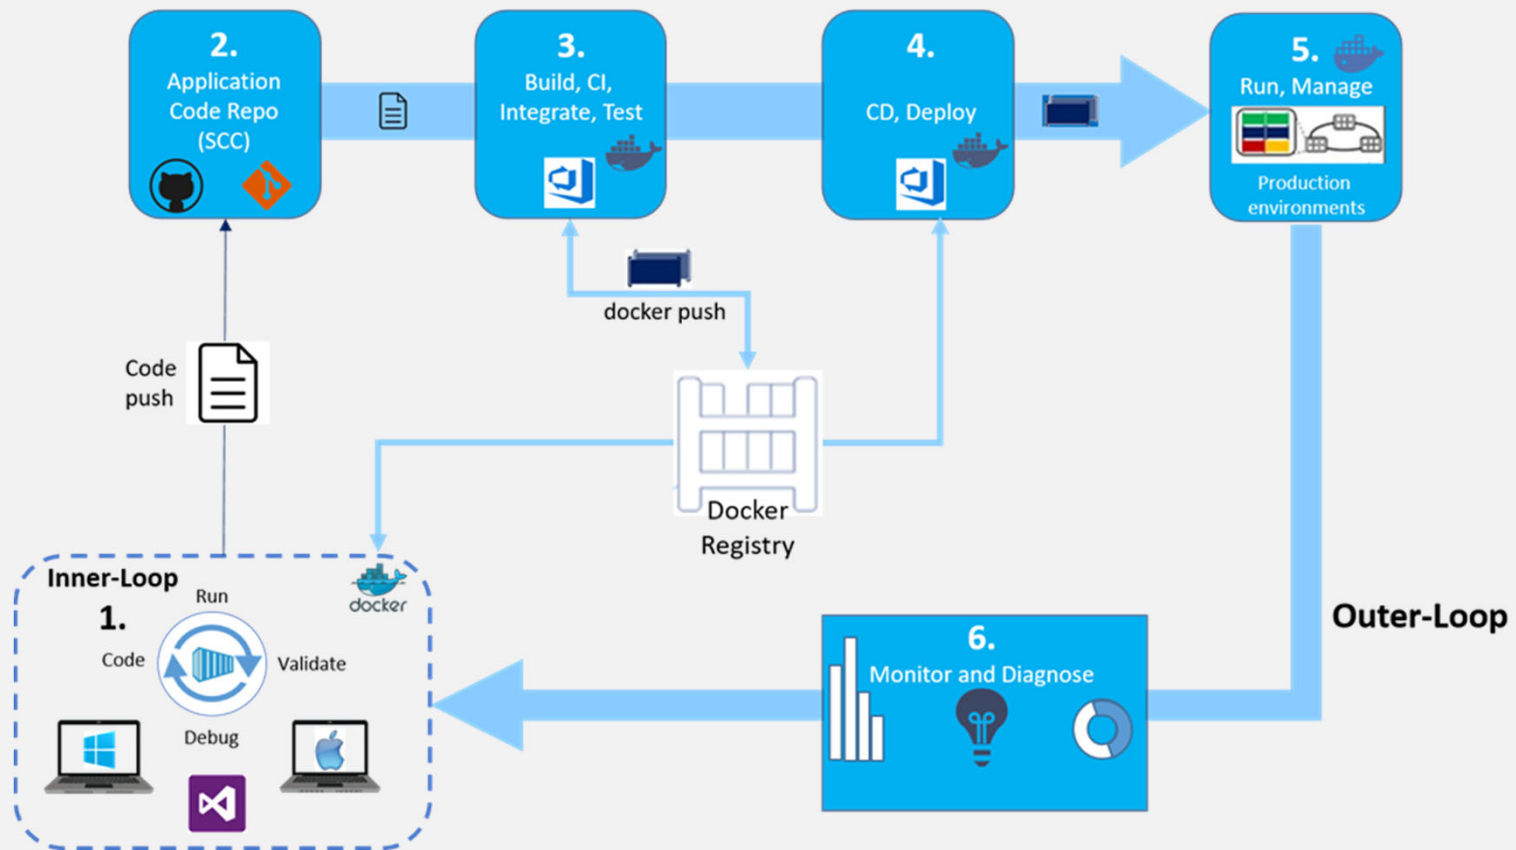 2.
Application
Code Repo
(SCC)
3.
Build, CI,
Integrate, Test
4.
CD, Deploy
5.
Run, Manage
Production
environments
docker push
Code
push
Docker
Registry
Inner-Loop
1.
Run
Code
Validate
Debug
docker
Outer-Loop
6.
Monitor and Diagnose